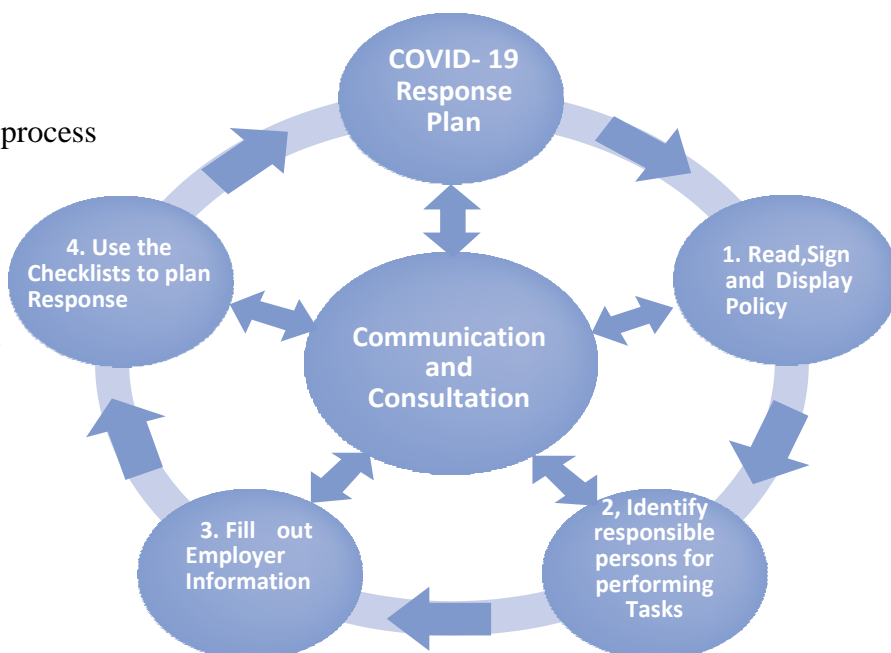 COVID- 19
Response
Plan
process
4. Use the
Checklists to plan
Response
1. Read,Sign
and Display
Policy
Communication
and
Consultation
3. Fill out
Employer
Information
2, Identify
responsible
persons for
performing
Tasks